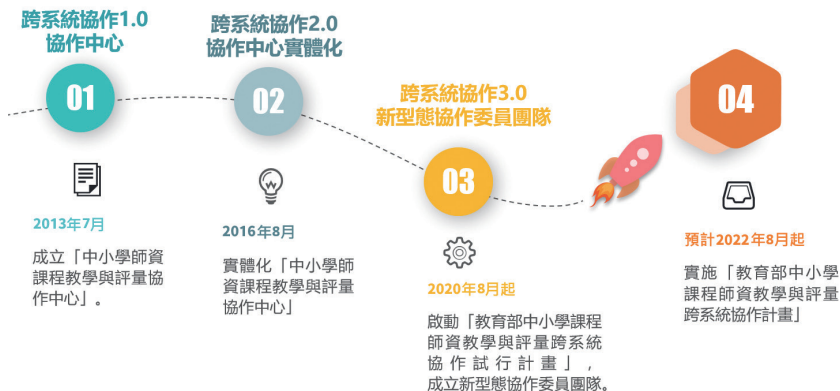 跨系統協作1.0
協作中心
01
2013年7月
成立「中小學師資
課程教學與評量協
作中心」。
跨系統協作2.0
協作中心實體化
02
2016年8月
實體化「中小學師
資課程教學與評量
協作中心」
跨系統協作3.0
新型態協作委員團隊
03
2020年8月起
啟動「教育部中小學課程
師資教學與評量跨系統
協作試行計畫」,
成立新型態協作委員團隊。
04
預計2022年8月起
實施「教育部中小學
課程師資教學與評量
跨系統協作計畫」